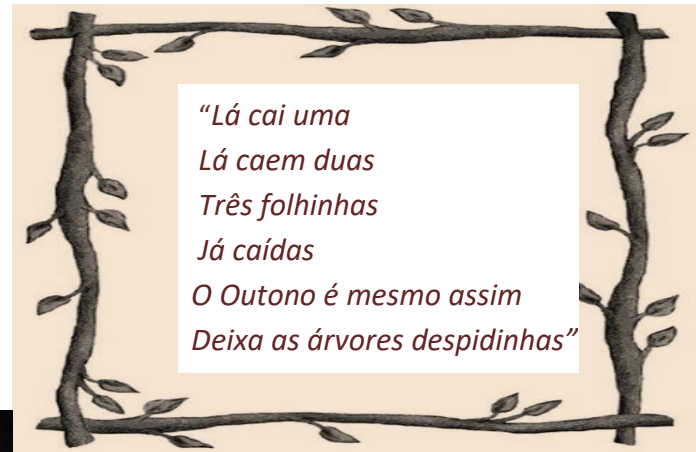 “Lá cai uma
Lá caem duas
Três folhinhas
Já caídas
O Outono é mesmo assim
Deixa as árvores despidinhas”